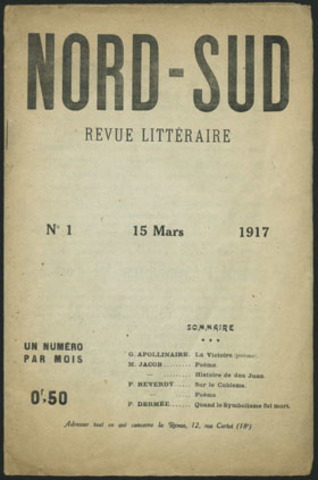 NORD-SUD
REVUE LITTÉRAIRE
N° 1 15 Mars 1917
SOMMAIRE
UN NUMÉRO
PAR MOIS
0f.50
G. APOLLINAIRE. La Victoire (poème).
M. JACOB......... Poème.
— ......... Histoire de don Juan.
P. REVERDY..... Sur le Cubisme.
— ..... Poème
P. DERMÉE....... Quand le Symbolisme fut mort.
Adresser tout ce qui concerne la Revue, 12, rue Cortot (18e)